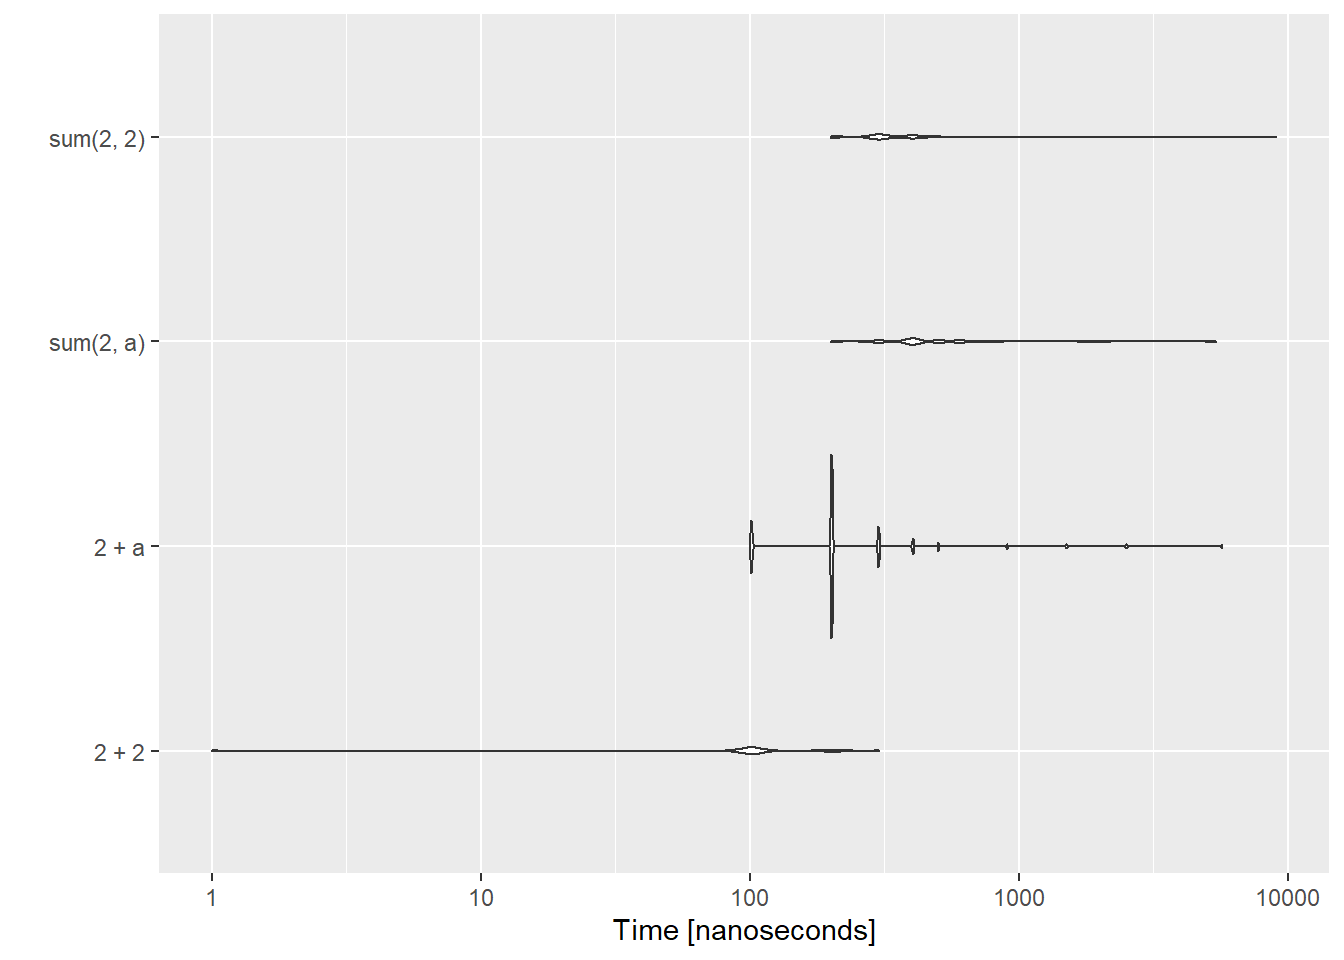 sum(2, 2)
sum(2, a)
2 + a
2 + 2
1 10 100 1000 10000
Time [nanoseconds]